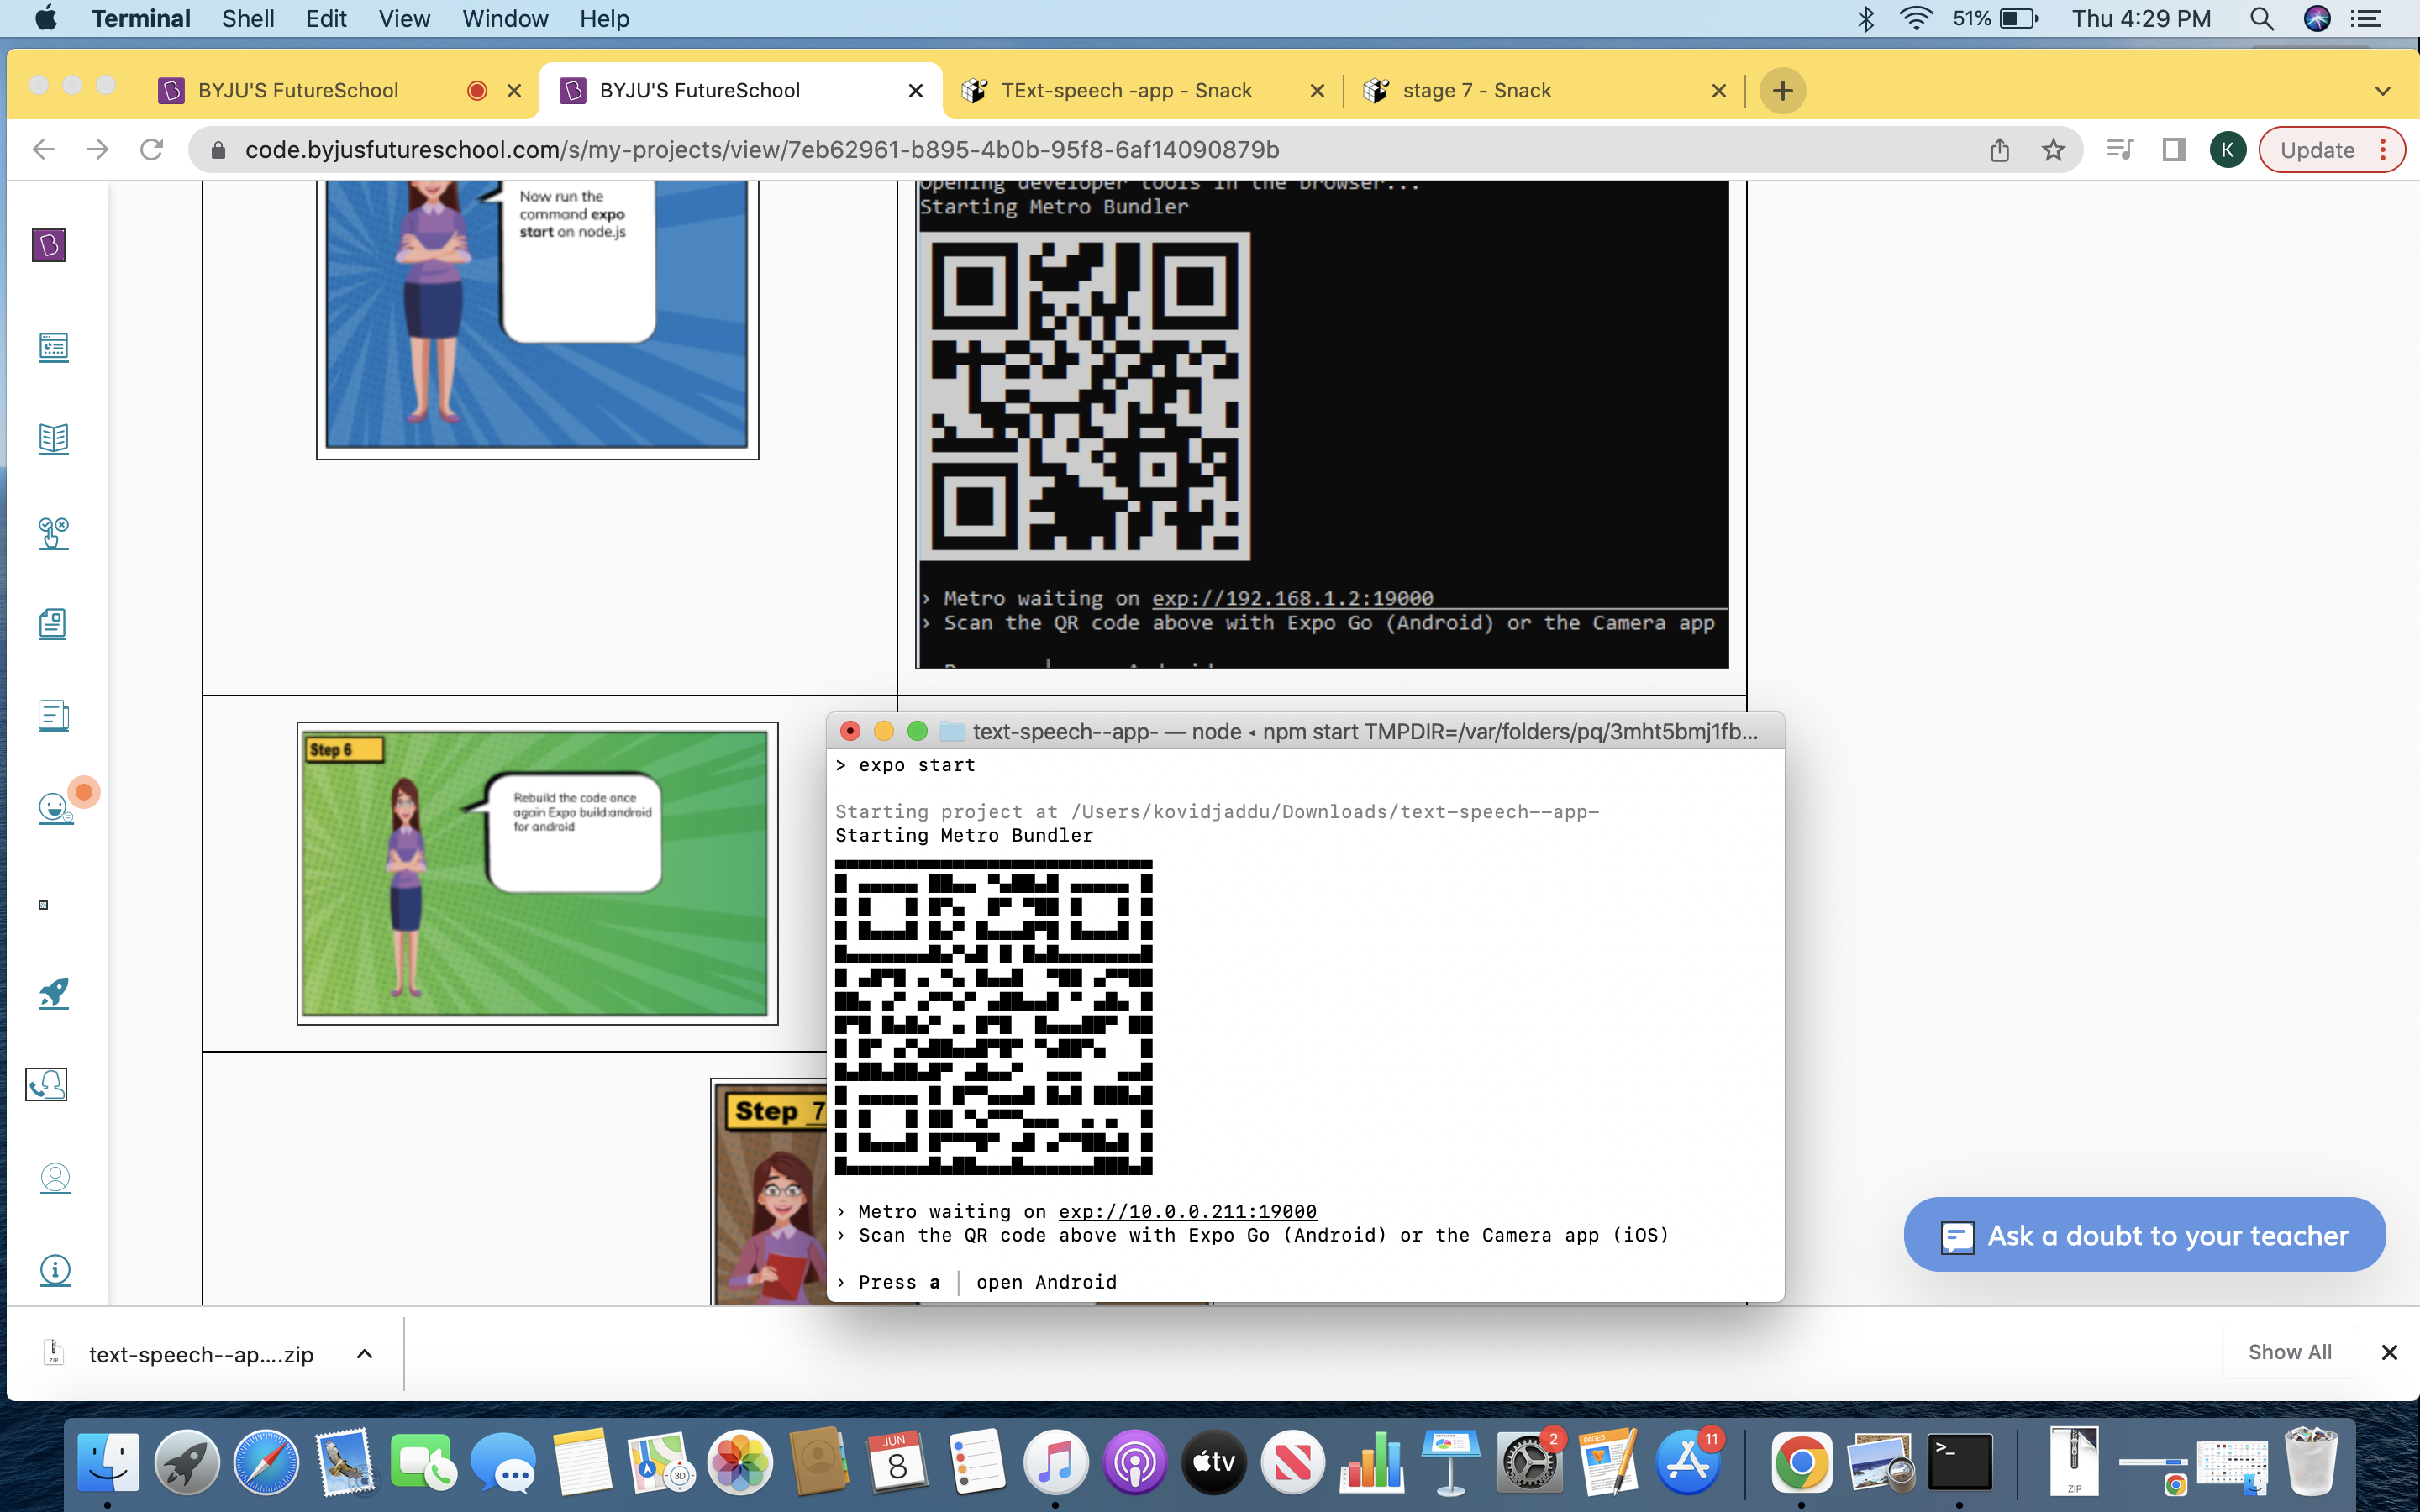 Terminal Shell Edit View Window Help 51% Thu 4:29 PM
BYJU'S FutureSchool BYJU'S FutureSchool TExt-speech -app - Snack stage 7 - Snack
code.byjusfutureschool.com/s/my-projects/view/7eb62961-b895-4b0b-95f8-6af14090879b K Update
Now run the
command expo
start on node.js
Opening developer tools in the browser...
Starting Metro Bundler
› Metro waiting on exp://192.168.1.2:19000
› Scan the QR code above with Expo Go (Android) or the Camera app
Step 6
Rebuild the code once
again Expo build:android
for android
Step 7
text-speech--app- — node ◂ npm start TMPDIR=/var/folders/pq/3mht5bmj1fb...
> expo start
Starting project at /Users/kovidjaddu/Downloads/text-speech--app-
Starting Metro Bundler
› Metro waiting on exp://10.0.0.211:19000
› Scan the QR code above with Expo Go (Android) or the Camera app (iOS)
› Press a │ open Android
Ask a doubt to your teacher
text-speech--ap....zip
Show All
JUN
8
3D
tv
2
11
>_
ZIP